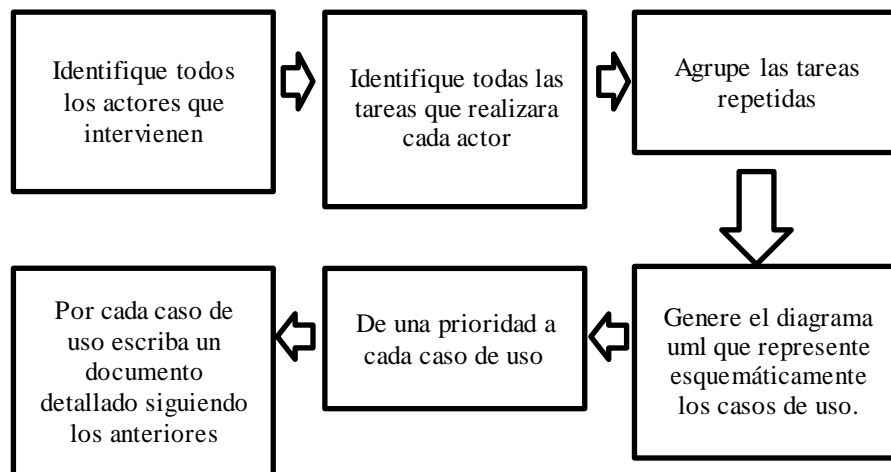 Identifique todos
los actores que
intervienen
Identifique todas las
tareas que realizara
cada actor
Agrupe las tareas
repetidas
Genere el diagrama
uml que represente
esquemáticamente
los casos de uso.
De una prioridad a
cada caso de uso
Por cada caso de
uso escriba un
documento
detallado siguiendo
los anteriores